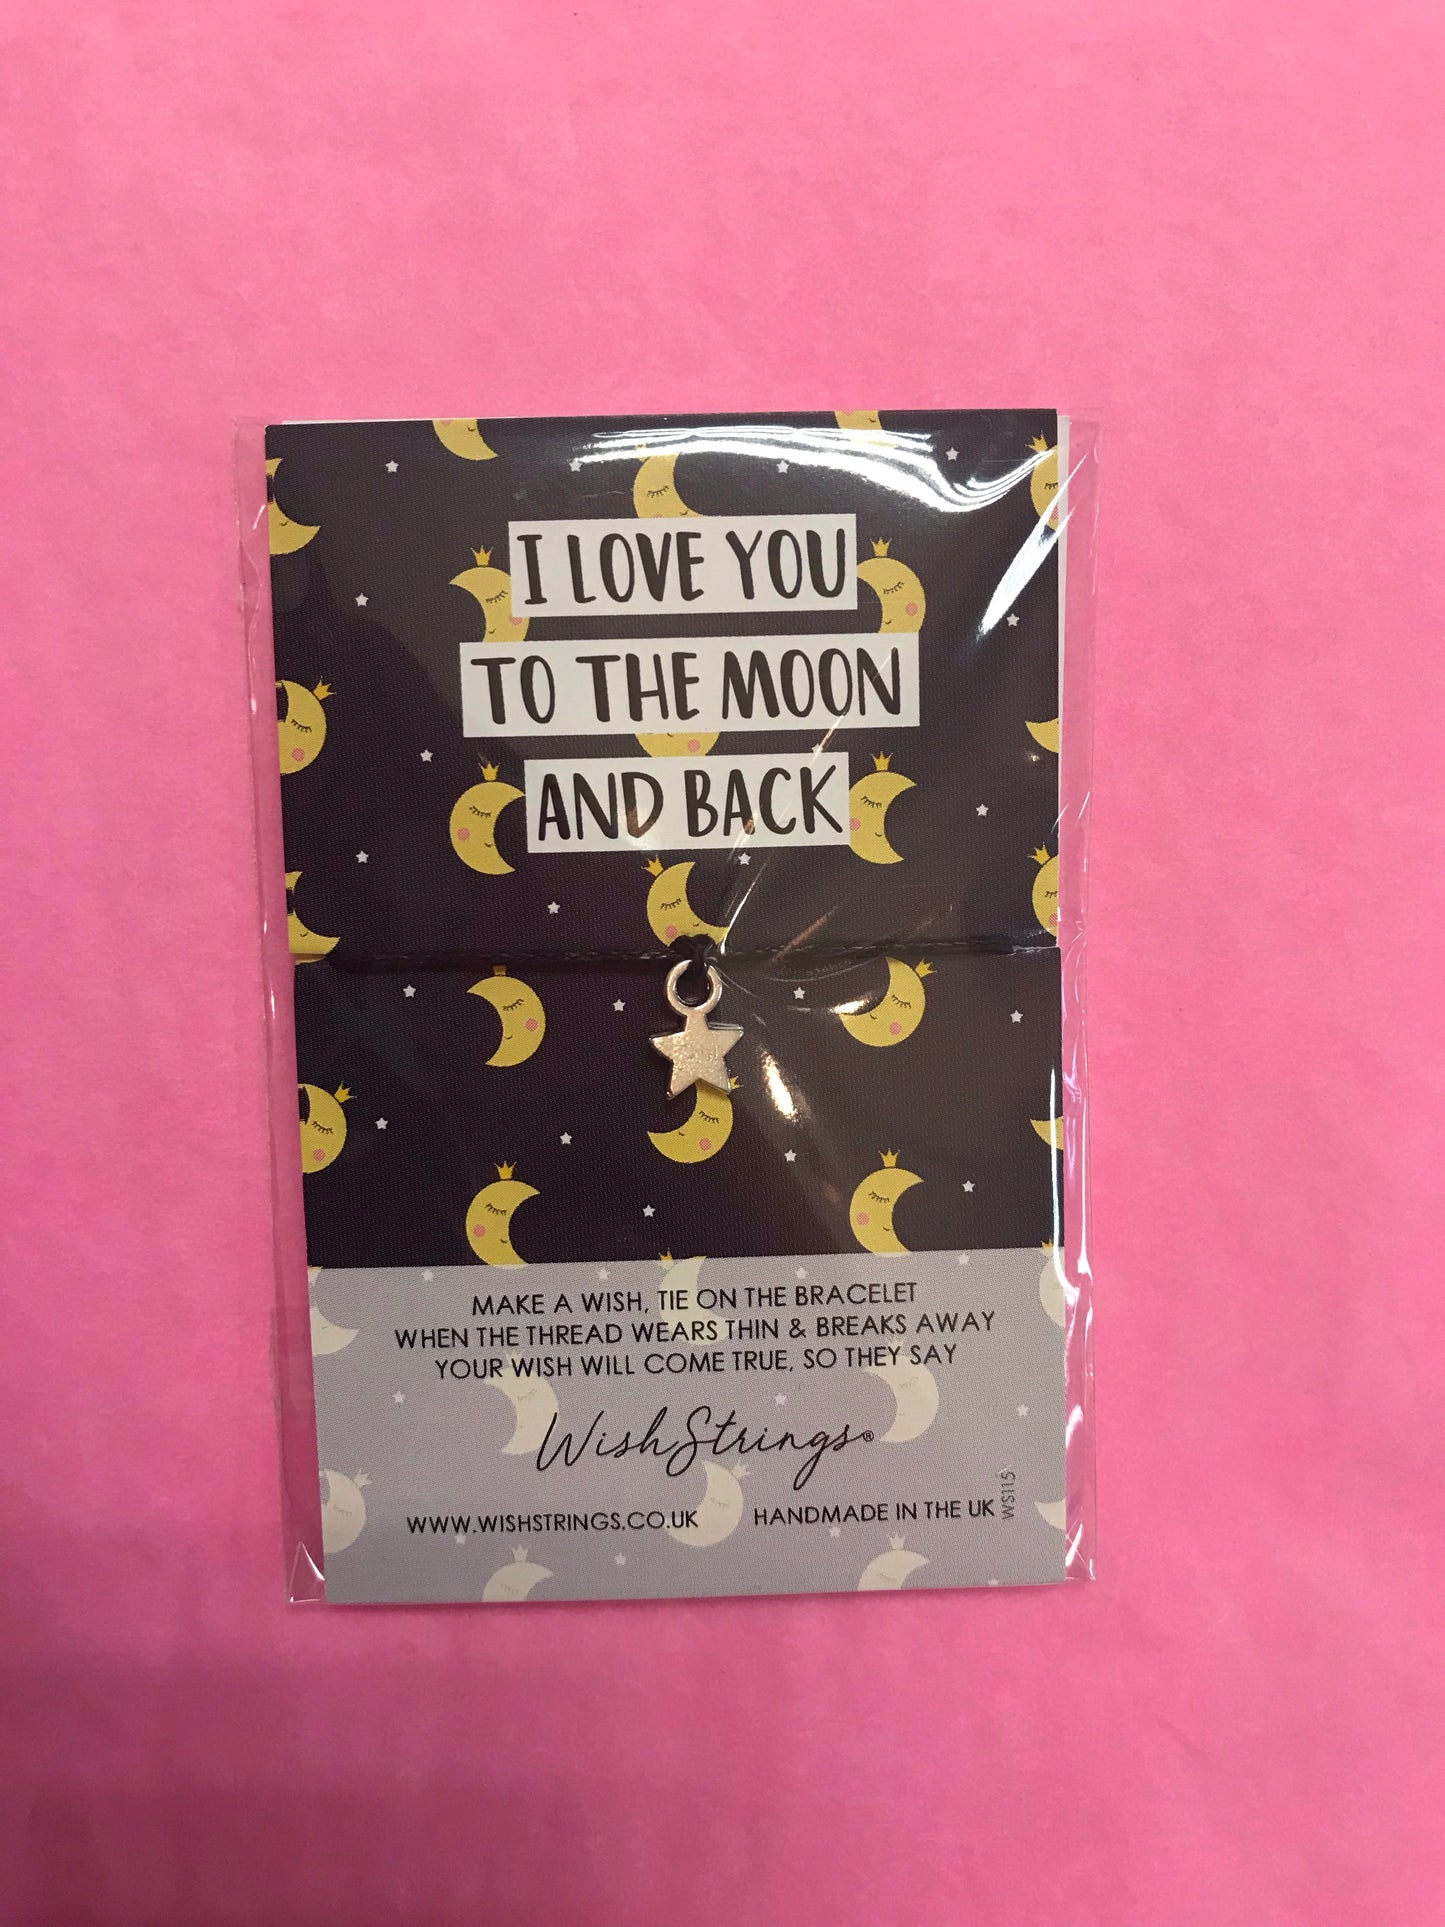 I LOVE YOU
TO THE MOON
AND BACK
MAKE A WISH, TIE ON THE BRACELET
WHEN THE THREAD WEARS THIN & BREAKS AWAY
YOUR WISH WILL COME TRUE, SO THEY SAY
WishStrings®
WWW.WISHSTRINGS.CO.UK HANDMADE IN THE UK
WS115